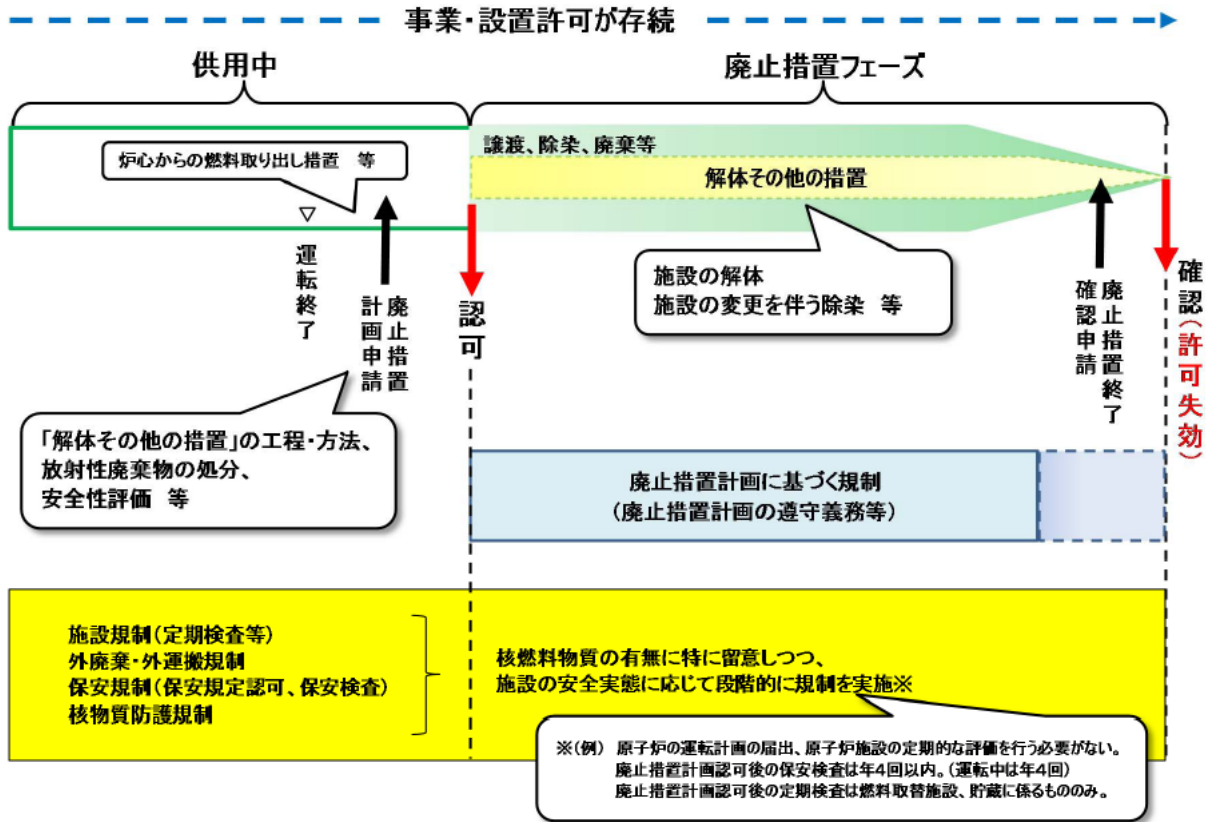 事業・設置許可が存続
供用中
廃止措置フェーズ
炉心からの燃料取り出し措置　等
譲渡、除染、廃棄等
解体その他の措置
▽
運転終了
廃止措置
計画申請
認可
施設の解体
施設の変更を伴う除染　等
廃止措置終了
確認申請
確認(許可失効)
「解体その他の措置」の工程・方法、
放射性廃棄物の処分、
安全性評価　等
廃止措置計画に基づく規制
(廃止措置計画の遵守義務等)
施設規制(定期検査等)
外廃棄・外運搬規制
保安規制(保安規定認可、保安検査)
核物質防護規制
核燃料物質の有無に特に留意しつつ、
施設の安全実態に応じて段階的に規制を実施※
※(例)　原子炉の運転計画の届出、原子炉施設の定期的な評価を行う必要がない。
廃止措置計画認可後の保安検査は年4回以内。(運転中は年4回)
廃止措置計画認可後の定期検査は燃料取替施設、貯蔵に係るもののみ。